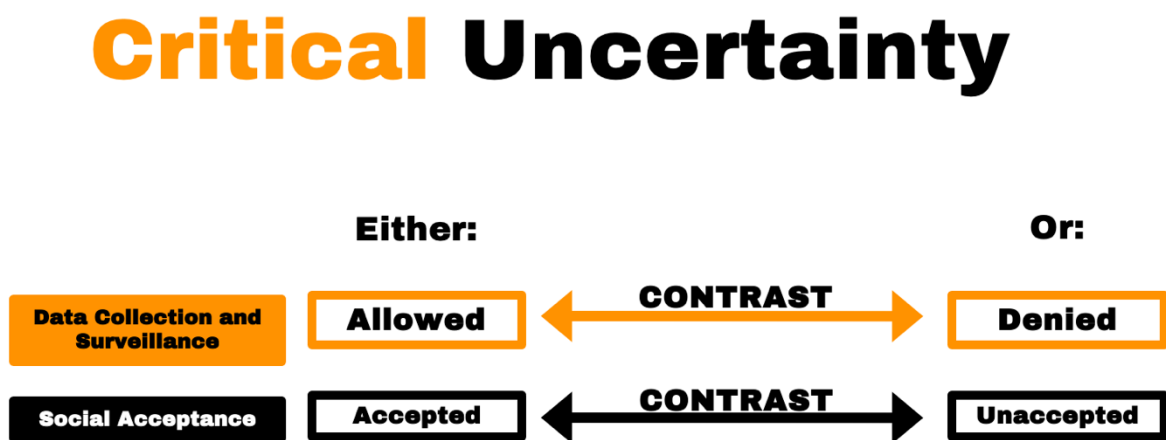 Critical Uncertainty
Either:
Or:
Data Collection and
Surveillance
Allowed
CONTRAST
Denied
Social Acceptance
Accepted
CONTRAST
Unaccepted